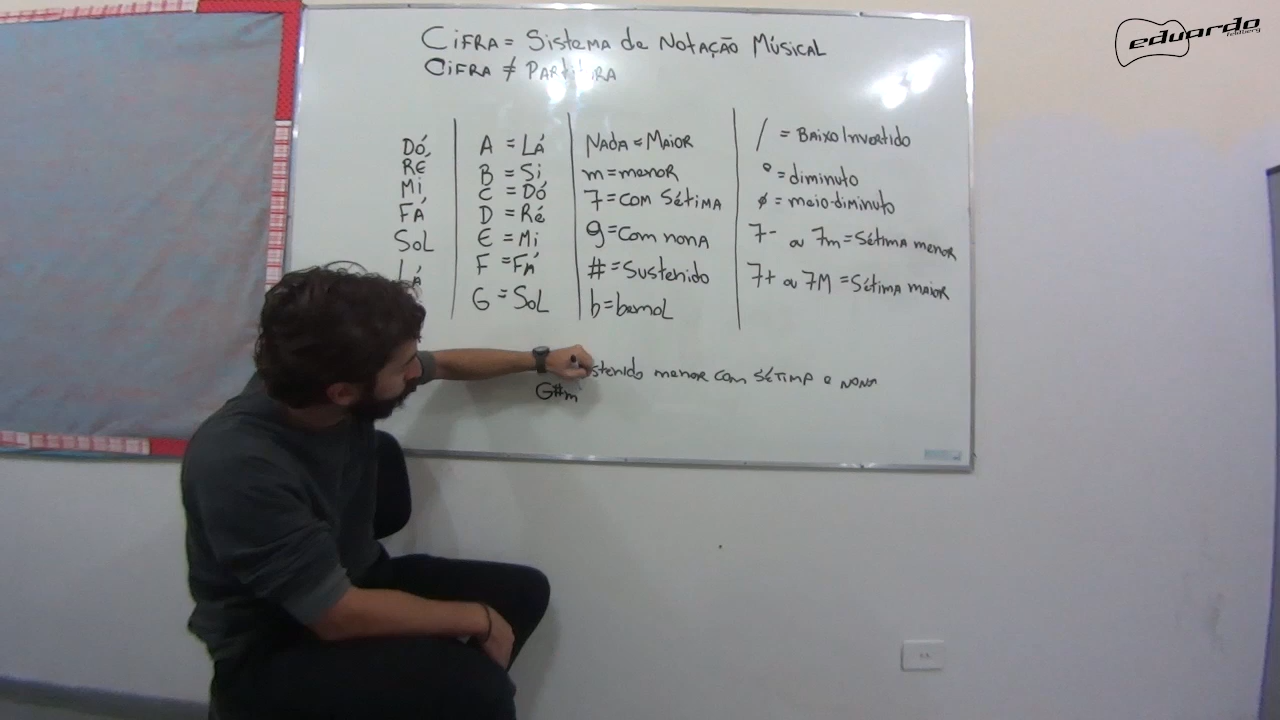 eduardo
feldberg
CIFRA = Sistema de NOTAÇÃO MÚSICAL
CIFRA ≠ PARTITURA
DÓ
RÉ
Mi
FÁ
SOL
LÁ
A = LÁ
B = Si
C = DÓ
D = Ré
E = Mi
F = FÁ
G = SOL
NADA = MAIOR
m = menor
7 = COM SÉTIMA
9 = COM NONA
# = SUSTENIDO
b = bemol
/ = BAIXO INVERTIDO
° = diminuto
ø = meio-diminuto
7- ou 7m = SÉTIMA menor
7+ ou 7M = SÉTIMA MAIOR
stenido menor com SÉTIMA e NONA
G#m